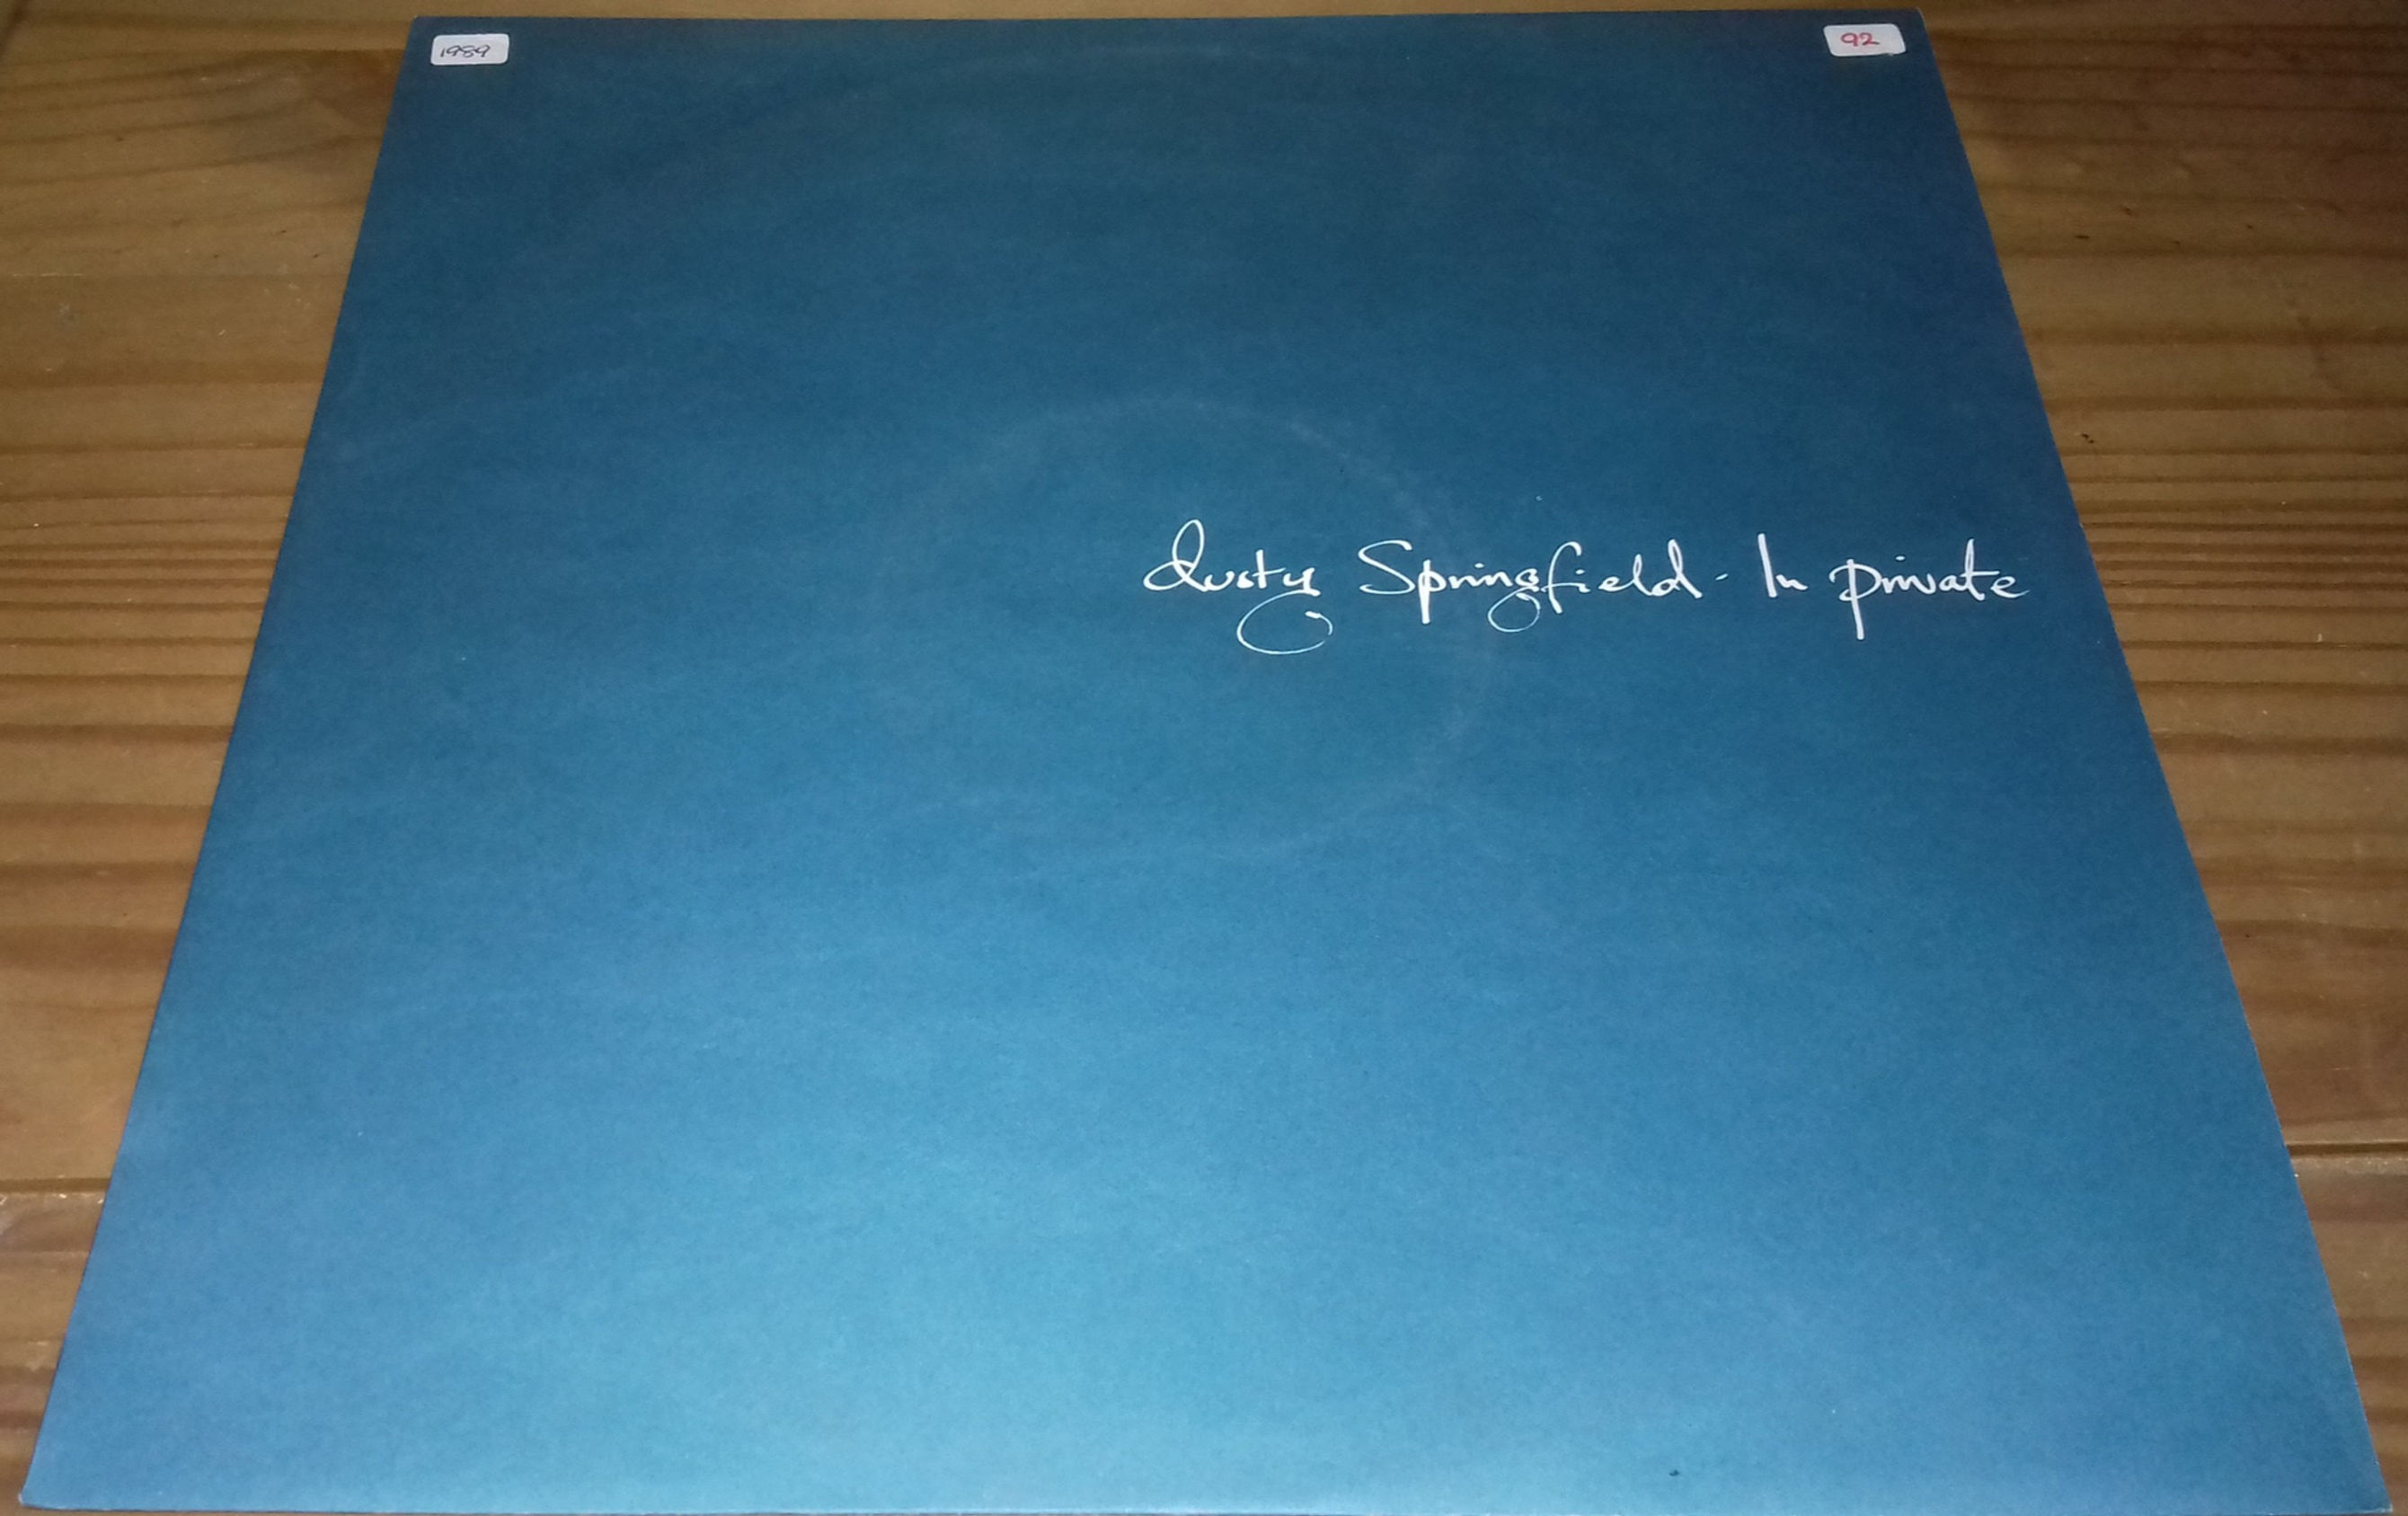 1989
92
dusty Springfield - In private